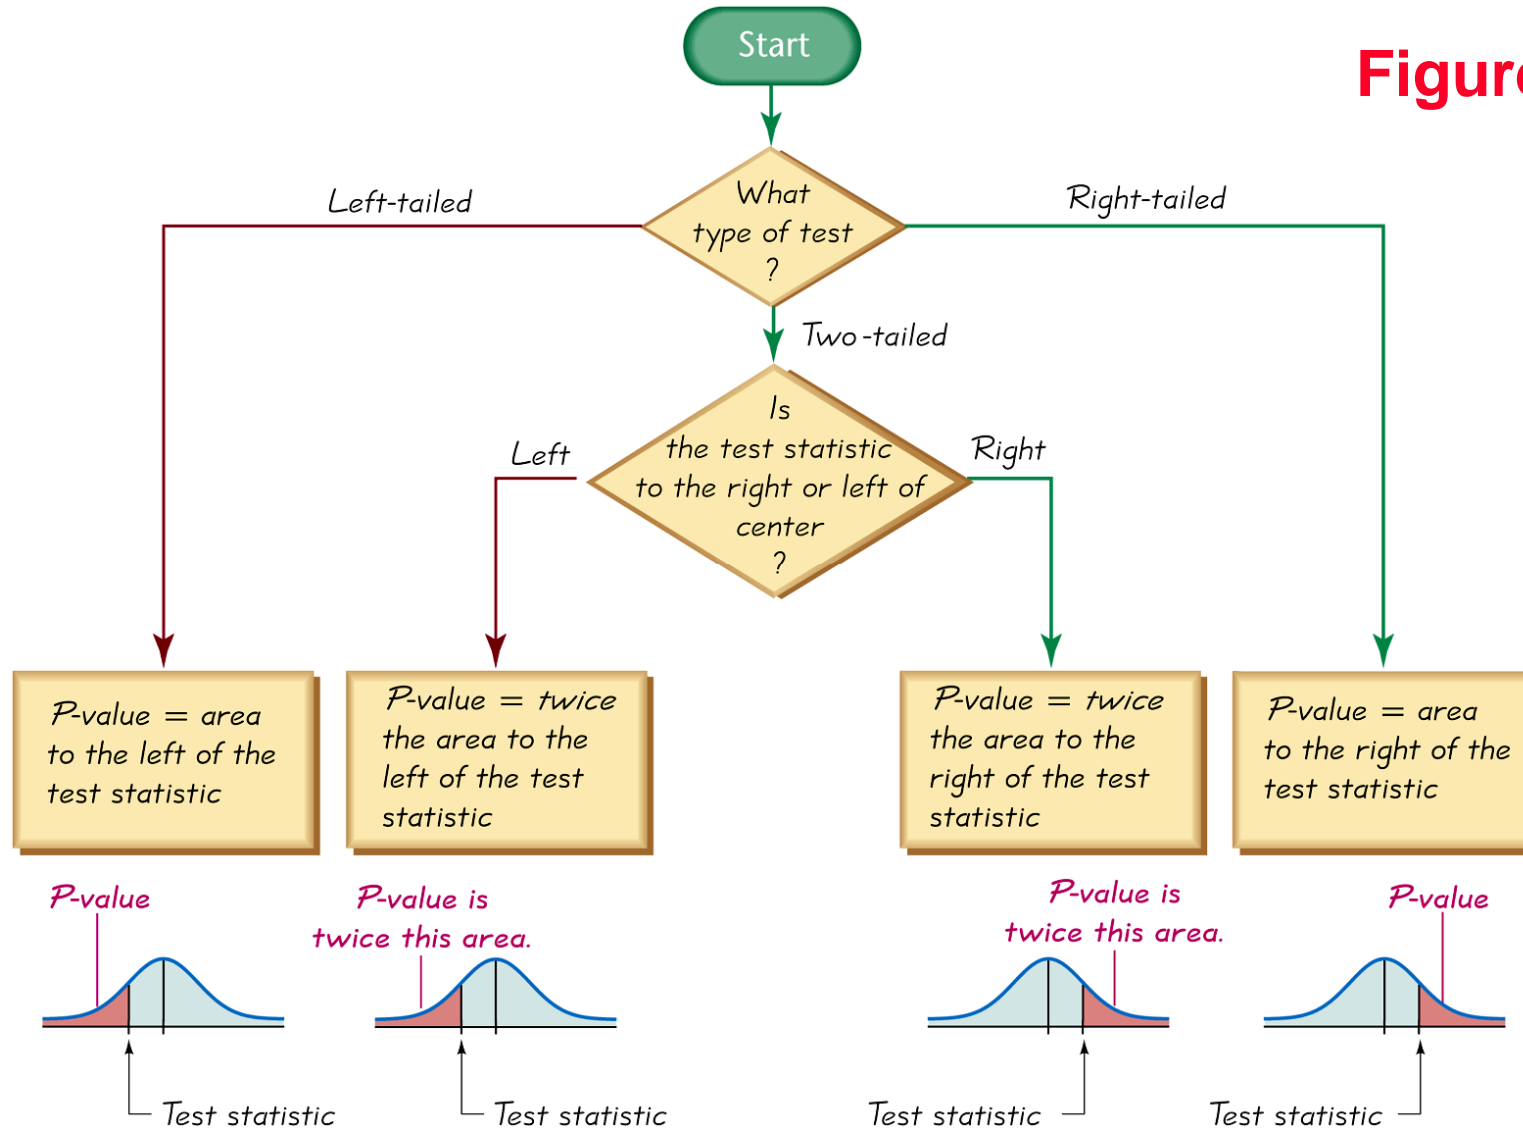 Start
Figure
What
type of test
?
Left-tailed
Right-tailed
Two-tailed
Is
the test statistic
to the right or left of
center
?
Left
Right
P-value = area
to the left of the
test statistic
P-value = twice
the area to the
left of the test
statistic
P-value = twice
the area to the
right of the test
statistic
P-value = area
to the right of the
test statistic
P-value
P-value is
twice this area.
P-value is
twice this area.
P-value
Test statistic
Test statistic
Test statistic
Test statistic